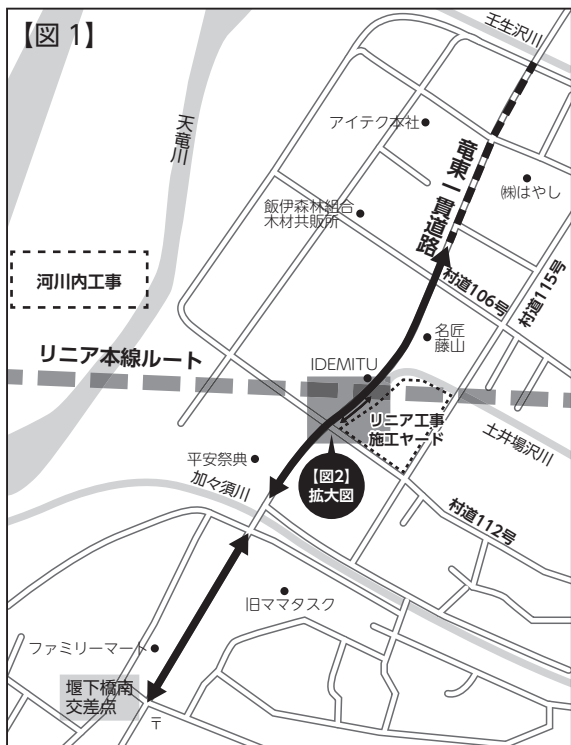 【図1】
壬生沢川
天竜川
アイテク本社
竜東一貫道路
㈱はやし
飯伊森林組合
木材共販所
河川内工事
村道106号
村道115号
名匠
藤山
リニア本線ルート
IDEMITU
リニア工事
施工ヤード
土井場沢川
平安祭典
【図2】
拡大図
加々須川
村道112号
旧ママタスク
ファミリーマート
堰下橋南
交差点
〒